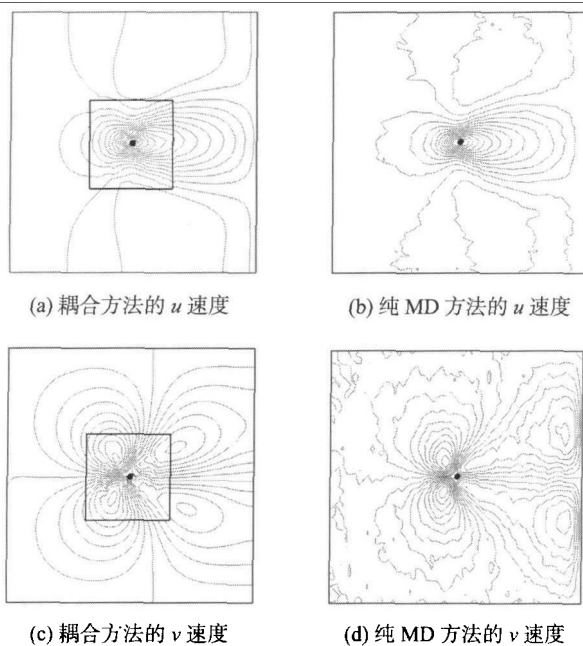 (a) 耦合方法的 u 速度
(b) 纯 MD 方法的 u 速度
(c) 耦合方法的 v 速度
(d) 纯 MD 方法的 v 速度